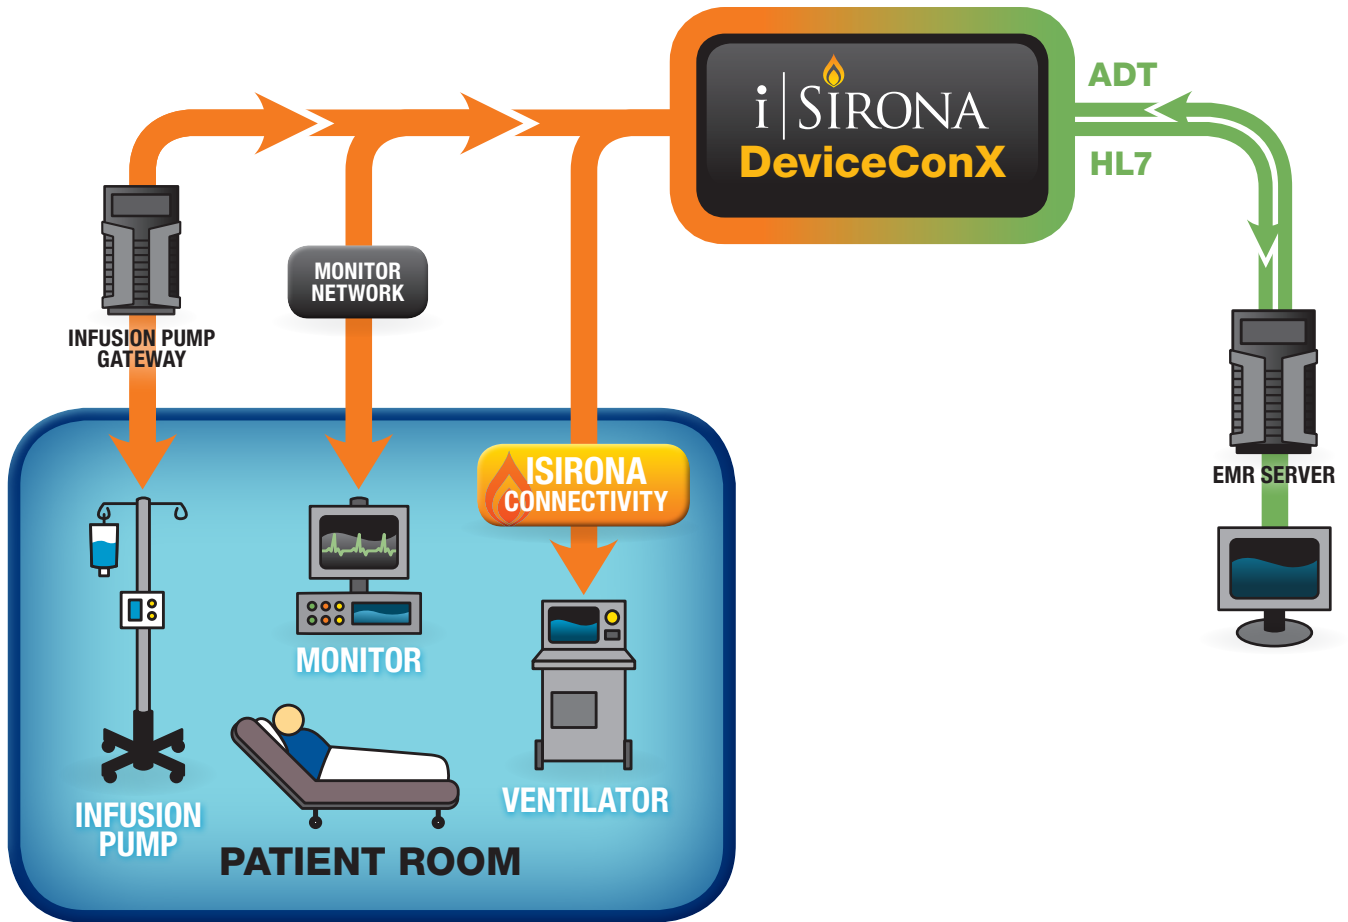 i|SIRONA
DeviceConX
ADT
HL7
MONITOR
NETWORK
INFUSION PUMP
GATEWAY
ISIRONA
CONNECTIVITY
EMR SERVER
MONITOR
VENTILATOR
INFUSION
PUMP
PATIENT ROOM